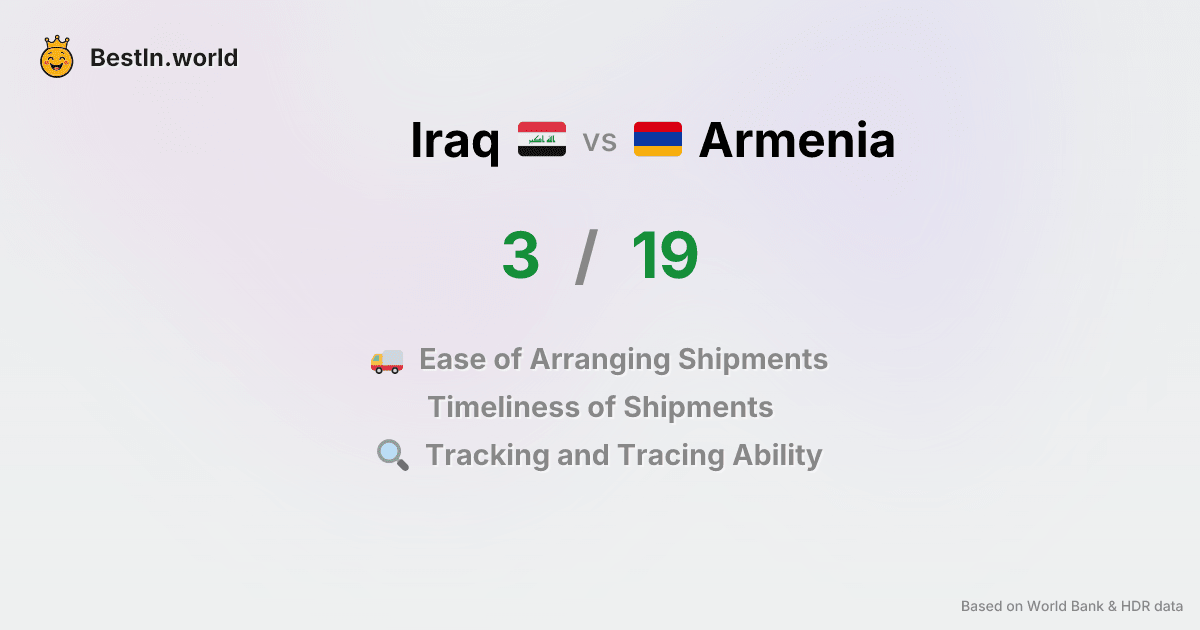 BestIn.world
Iraq vs Armenia
3 / 19
Ease of Arranging Shipments
Timeliness of Shipments
Tracking and Tracing Ability
Based on World Bank & HDR data